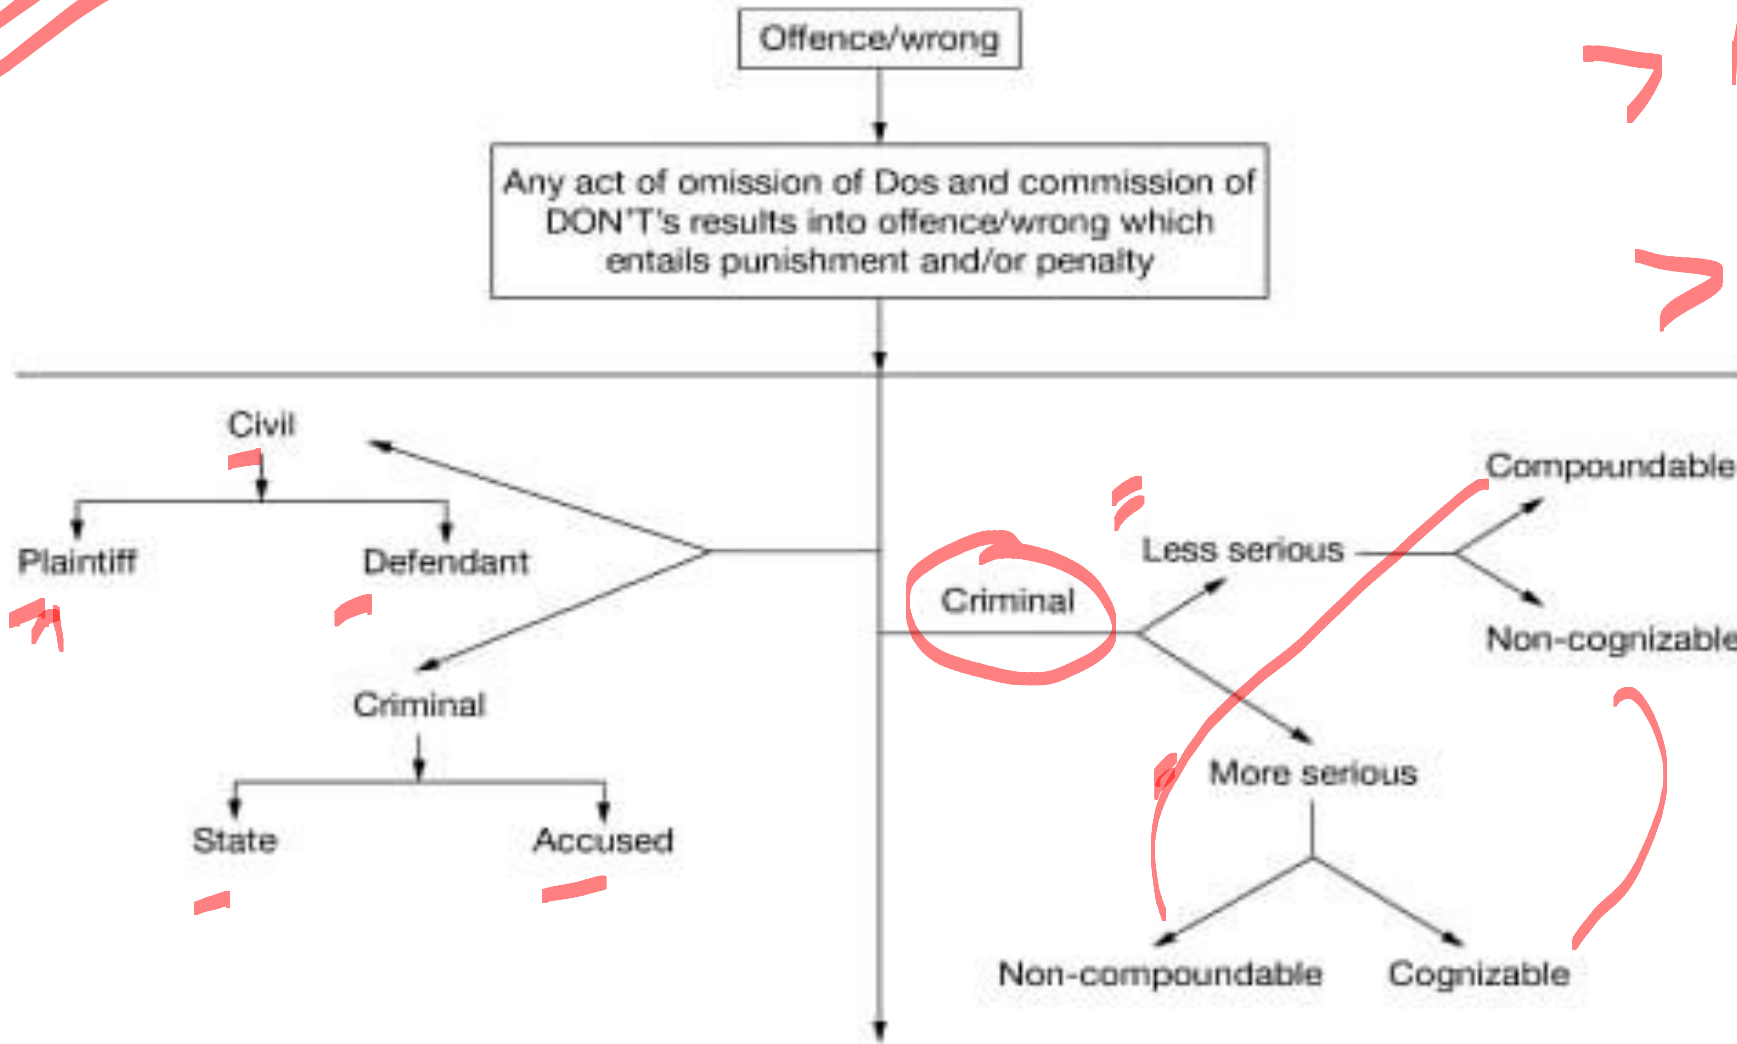 Offence/wrong
Any act of omission of Dos and commission of
DON'T's results into offence/wrong which
entails punishment and/or penalty
Civil
Plaintiff
Defendant
Criminal
State
Accused
Criminal
Less serious
Compoundable
Non-cognizable
More serious
Non-compoundable
Cognizable